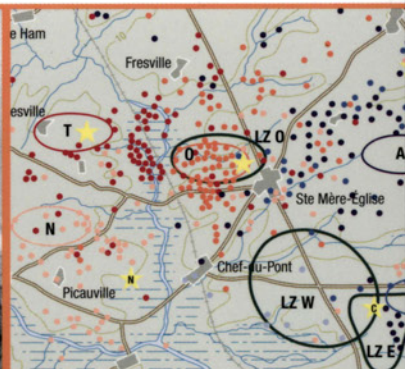 e Ham
10
Fresville
esville
T
O
LZ O
A
Ste Mère-Église
N
N
Chef-du-Pont
Picauville
LZ W
C
LZ E